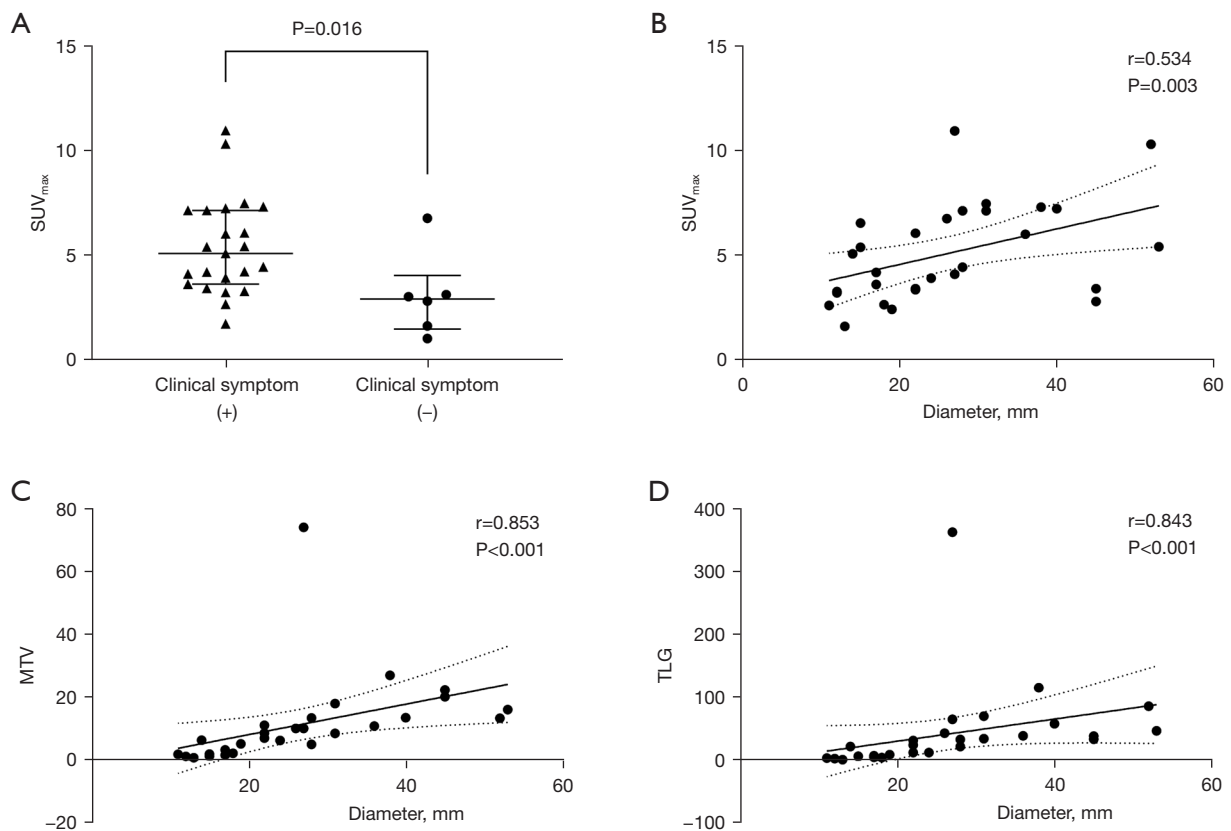 A
P=0.016
15
10
5
0
SUVmax
Clinical symptom
(+)
Clinical symptom
(–)
B
r=0.534
P=0.003
15
10
5
0
SUVmax
0
20
40
60
Diameter, mm
C
r=0.853
P<0.001
80
60
40
20
0
−20
MTV
20
40
60
Diameter, mm
D
r=0.843
P<0.001
400
300
200
100
0
−100
TLG
20
40
60
Diameter, mm